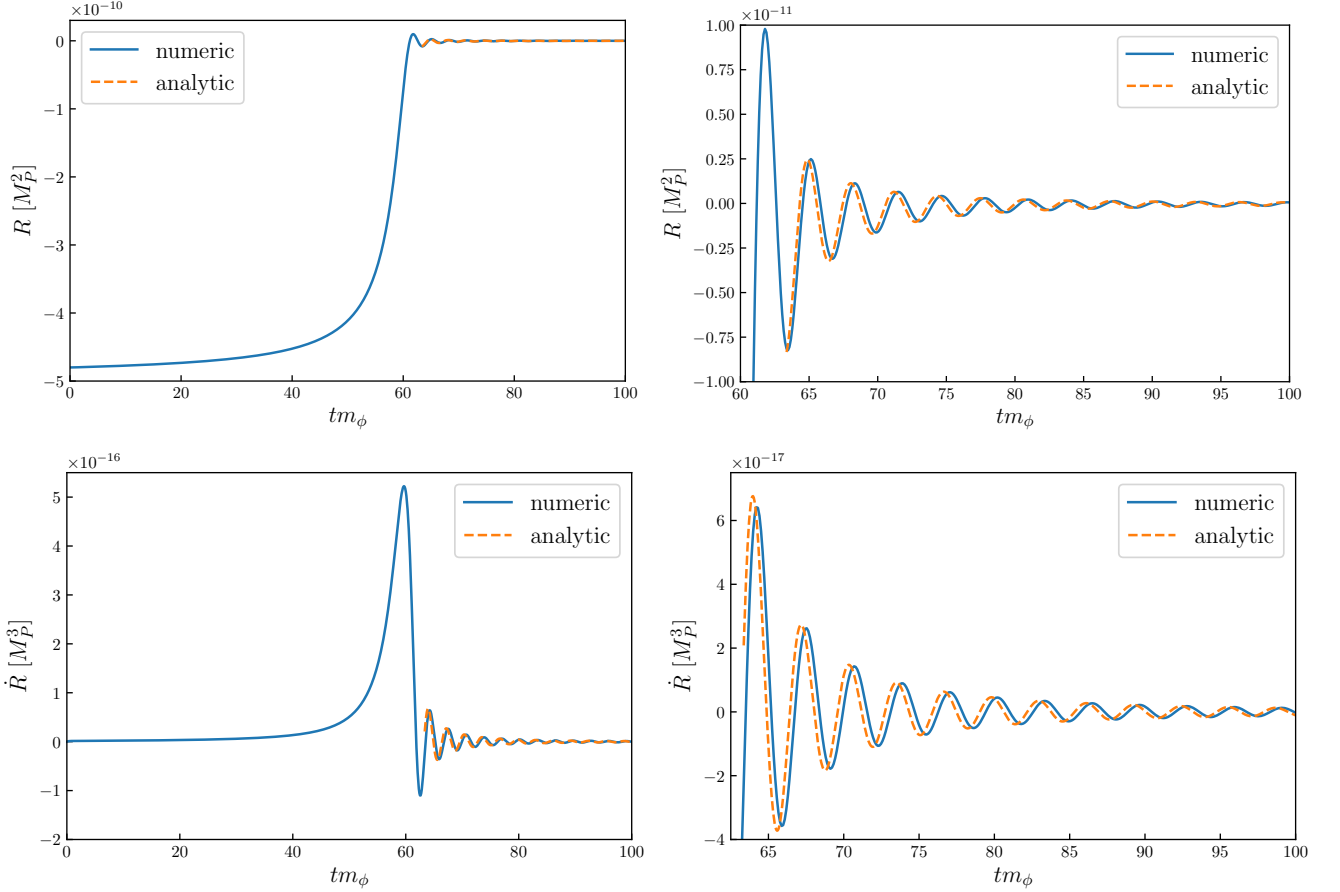 ×10⁻¹⁰
0
−1
−2
−3
−4
−5
R [M_P^2]
numeric
analytic
0 20 40 60 80 100
tm_ϕ
×10⁻¹¹
1.00
0.75
0.50
0.25
0.00
−0.25
−0.50
−0.75
−1.00
R [M_P^2]
numeric
analytic
60 65 70 75 80 85 90 95 100
tm_ϕ
×10⁻¹⁶
5
4
3
2
1
0
−1
−2
Ṙ [M_P^3]
numeric
analytic
0 20 40 60 80 100
tm_ϕ
×10⁻¹⁷
6
4
2
0
−2
−4
Ṙ [M_P^3]
numeric
analytic
65 70 75 80 85 90 95 100
tm_ϕ